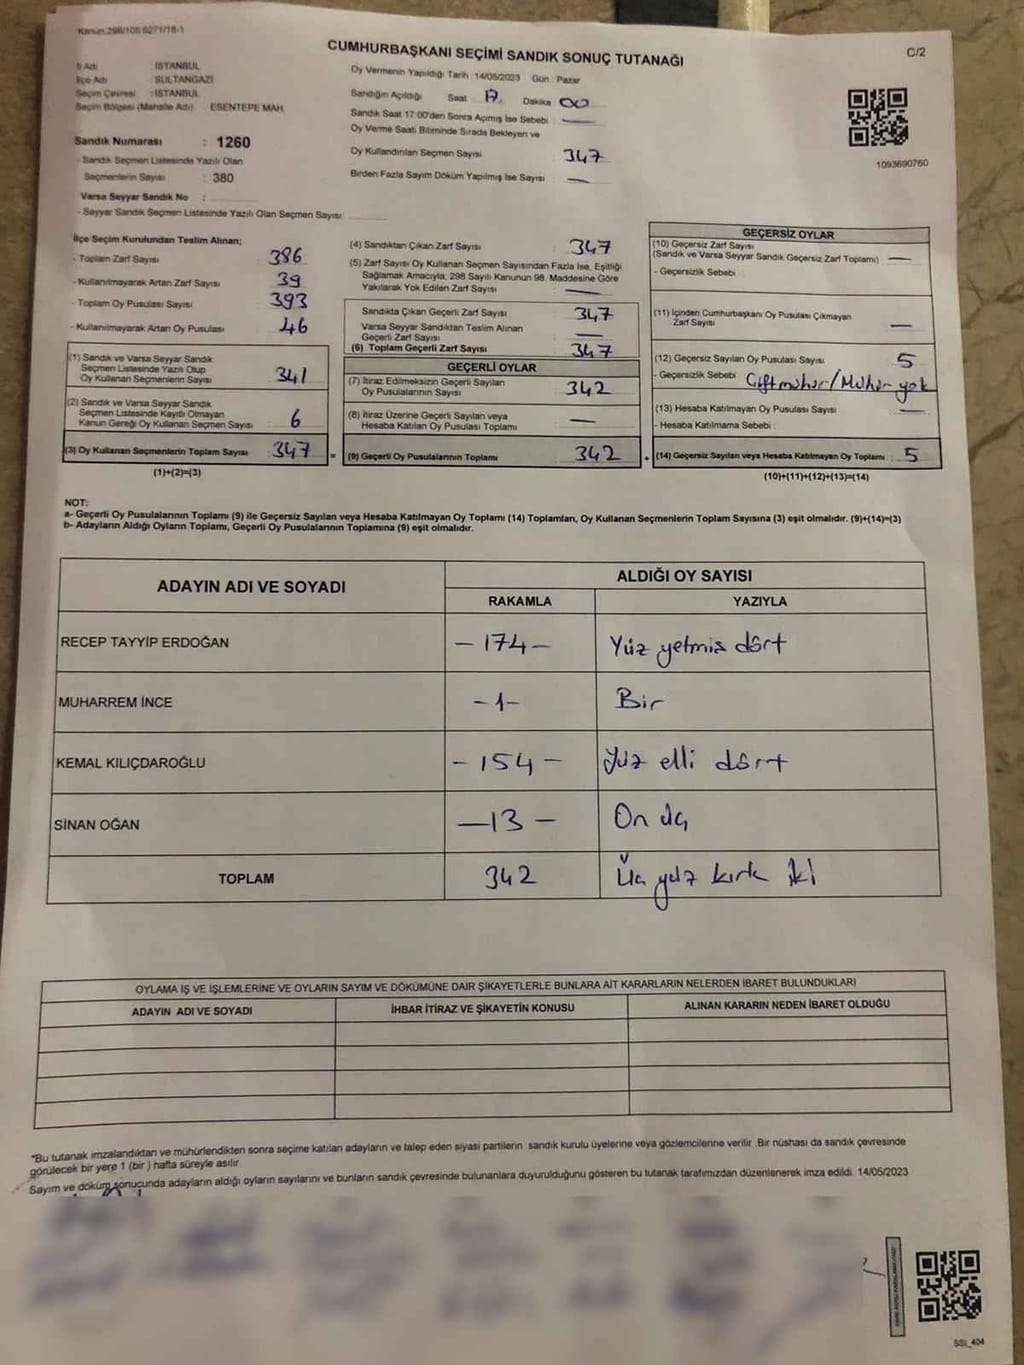 Kanun.298/105.6271/18-1
CUMHURBAŞKANI SEÇİMİ SANDIK SONUÇ TUTANAĞI
C/2
İl Adı : İSTANBUL
İlçe Adı : SULTANGAZİ
Seçim Çevresi : İSTANBUL
Seçim Bölgesi (Mahalle Adı) : ESENTEPE MAH.
Sandık Numarası : 1260
- Sandık Seçmen Listesinde Yazılı Olan
Seçmenlerin Sayısı : 380
Varsa Seyyar Sandık No :
- Seyyar Sandık Seçmen Listesinde Yazılı Olan Seçmen Sayısı:
Oy Vermenin Yapıldığı Tarih :14/05/2023 Gün : Pazar
Sandığın Açıldığı Saat 17 Dakika 00
Sandık Saat 17:00'den Sonra Açımış İse Sebebi —
Oy Verme Saati Bitiminde Sırada Bekleyen ve
Oy Kullandırılan Seçmen Sayısı 347
Birden Fazla Sayım Döküm Yapılmış İse Sayısı —
1093690760
İlçe Seçim Kurulundan Teslim Alınan;
- Toplam Zarf Sayısı 386
- Kullanılmayarak Artan Zarf Sayısı 39
- Toplam Oy Pusulası Sayısı 393
- Kullanılmayarak Artan Oy Pusulası 46
(1) Sandık ve Varsa Seyyar Sandık
Seçmen Listesinde Yazılı Olup
Oy Kullanan Seçmenlerin Sayısı 341
(2) Sandık ve Varsa Seyyar Sandık
Seçmen Listesinde Kayıtlı Olmayan
Kanun Gereği Oy Kullanan Seçmen Sayısı 6
(3) Oy Kullanan Seçmenlerin Toplam Sayısı 347 =
(1)+(2)=(3)
(4) Sandıktan Çıkan Zarf Sayısı 347
(5) Zarf Sayısı Oy Kullanan Seçmen Sayısından Fazla İse, Eşitliği
Sağlamak Amacıyla; 298 Sayılı Kanunun 98. Maddesine Göre
Yakılarak Yok Edilen Zarf Sayısı —
Sandıkta Çıkan Geçerli Zarf Sayısı 347
Varsa Seyyar Sandıktan Teslim Alınan
Geçerli Zarf Sayısı —
(6) Toplam Geçerli Zarf Sayısı 347
GEÇERLİ OYLAR
(7) İtiraz Edilmeksizin Geçerli Sayılan
Oy Pusulalarının Sayısı 342
(8) İtiraz Üzerine Geçerli Sayılan veya
Hesaba Katılan Oy Pusulası Toplamı —
(9) Geçerli Oy Pusulalarının Toplamı 342
GEÇERSİZ OYLAR
(10) Geçersiz Zarf Sayısı
(Sandık ve Varsa Seyyar Sandık Geçersiz Zarf Toplamı) —
- Geçersizlik Sebebi
(11) İçinden Cumhurbaşkanı Oy Pusulası Çıkmayan
Zarf Sayısı —
(12) Geçersiz Sayılan Oy Pusulası Sayısı 5
- Geçersizlik Sebebi Çift mühür/Mühür yok
(13) Hesaba Katılmayan Oy Pusulası Sayısı —
- Hesaba Katılmama Sebebi :
(14) Geçersiz Sayılan veya Hesaba Katılmayan Oy Toplamı : 5
(10)+(11)+(12)+(13)=(14)
NOT:
a- Geçerli Oy Pusulalarının Toplamı (9) ile Geçersiz Sayılan veya Hesaba Katılmayan Oy Toplamı (14) Toplamları, Oy Kullanan Seçmenlerin Toplam Sayısına (3) eşit olmalıdır. (9)+(14)=(3)
b- Adayların Aldığı Oyların Toplamı, Geçerli Oy Pusulalarının Toplamına (9) eşit olmalıdır.
ADAYIN ADI VE SOYADI
ALDIĞI OY SAYISI
RAKAMLA YAZIYLA
RECEP TAYYİP ERDOĞAN -174- Yüz yetmiş dört
MUHARREM İNCE -1- Bir
KEMAL KILIÇDAROĞLU -154- Yüz elli dört
SİNAN OĞAN -13-
TOPLAM 342 Üç yüz kırk iki
OYLAMA İŞ VE İŞLEMLERİNE VE OYLARIN SAYIM VE DÖKÜMÜNE DAİR ŞİKAYETLERLE BUNLARA AİT KARARLARIN NELERDEN İBARET BULUNDUKLARI
ADAYIN ADI VE SOYADI İHBAR İTİRAZ VE ŞİKAYETİN KONUSU ALINAN KARARIN NEDEN İBARET OLDUĞU
*Bu tutanak imzalandıktan ve mühürlendikten sonra seçime katılan adayların ve talep eden siyasi partilerin sandık kurulu üyelerine veya gözlemcilerine verilir. Bir nüshası da sandık çevresinde
görülecek bir yere 1 (bir) hafta süreyle asılır.
Sayım ve döküm sonucunda adayların aldığı oyların sayılarını ve bunların sandık çevresinde bulunanlara duyurulduğunu gösteren bu tutanak tarafımızdan düzenlenerek imza edildi. 14/05/2023
SSI_404